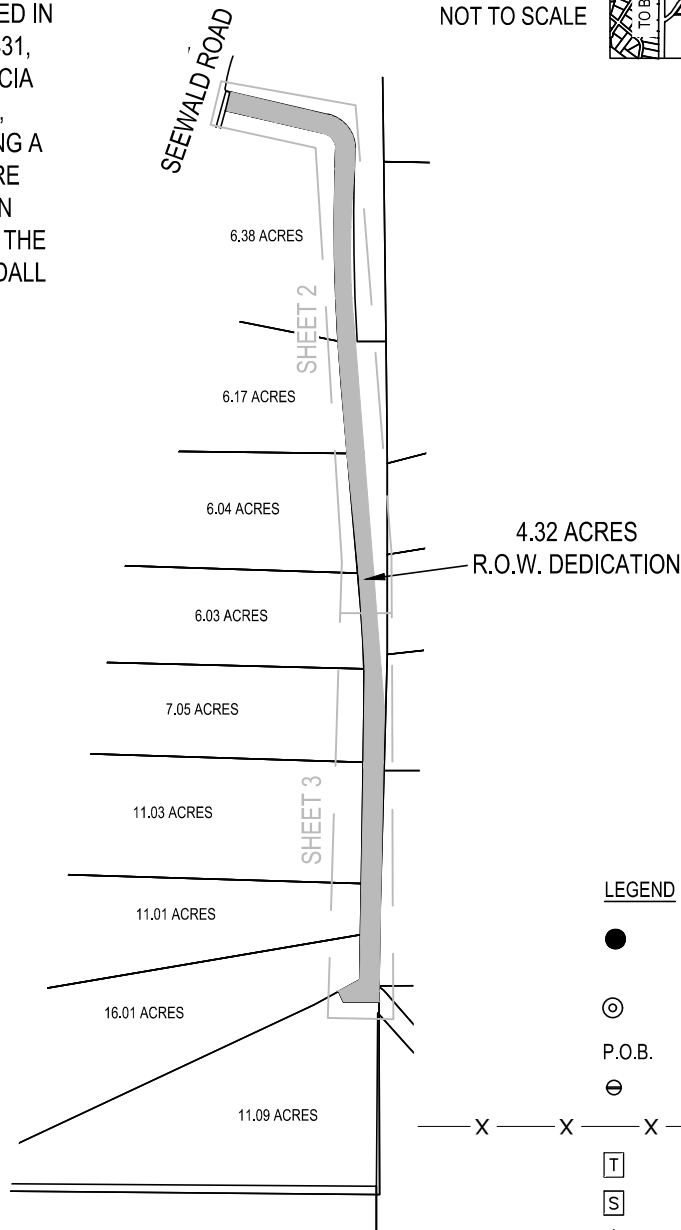 ED IN
31,
CIA
,
NG A
RE
N
THE
DALL
NOT TO SCALE
TO B
SEEWALD ROAD
6.38 ACRES
SHEET 2
6.17 ACRES
6.04 ACRES
4.32 ACRES
R.O.W. DEDICATION
6.03 ACRES
7.05 ACRES
SHEET 3
11.03 ACRES
11.01 ACRES
16.01 ACRES
11.09 ACRES
LEGEND
P.O.B.
X X X
T
S